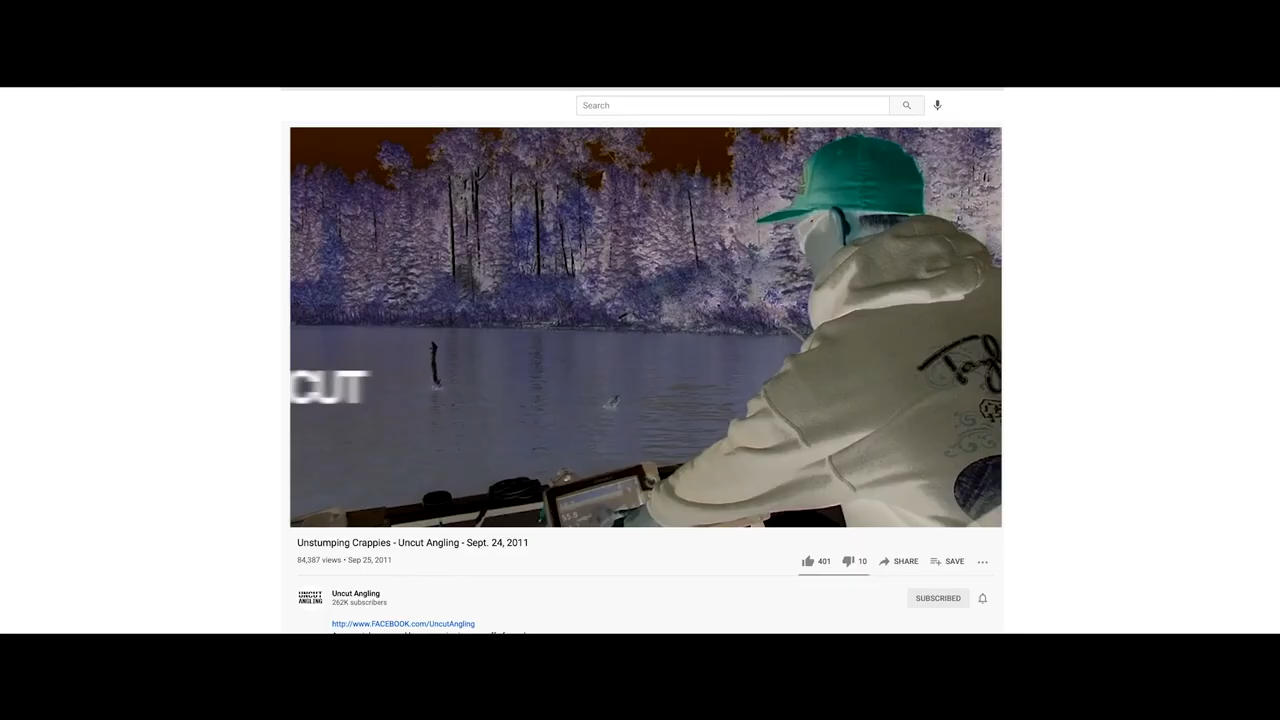 Search
CUT
Unstumping Crappies - Uncut Angling - Sept. 24, 2011
84,387 views • Sep 25, 2011
401
10
SHARE
SAVE
UNCUT
ANGLING
Uncut Angling
262K subscribers
SUBSCRIBED
http://www.FACEBOOK.com/UncutAngling